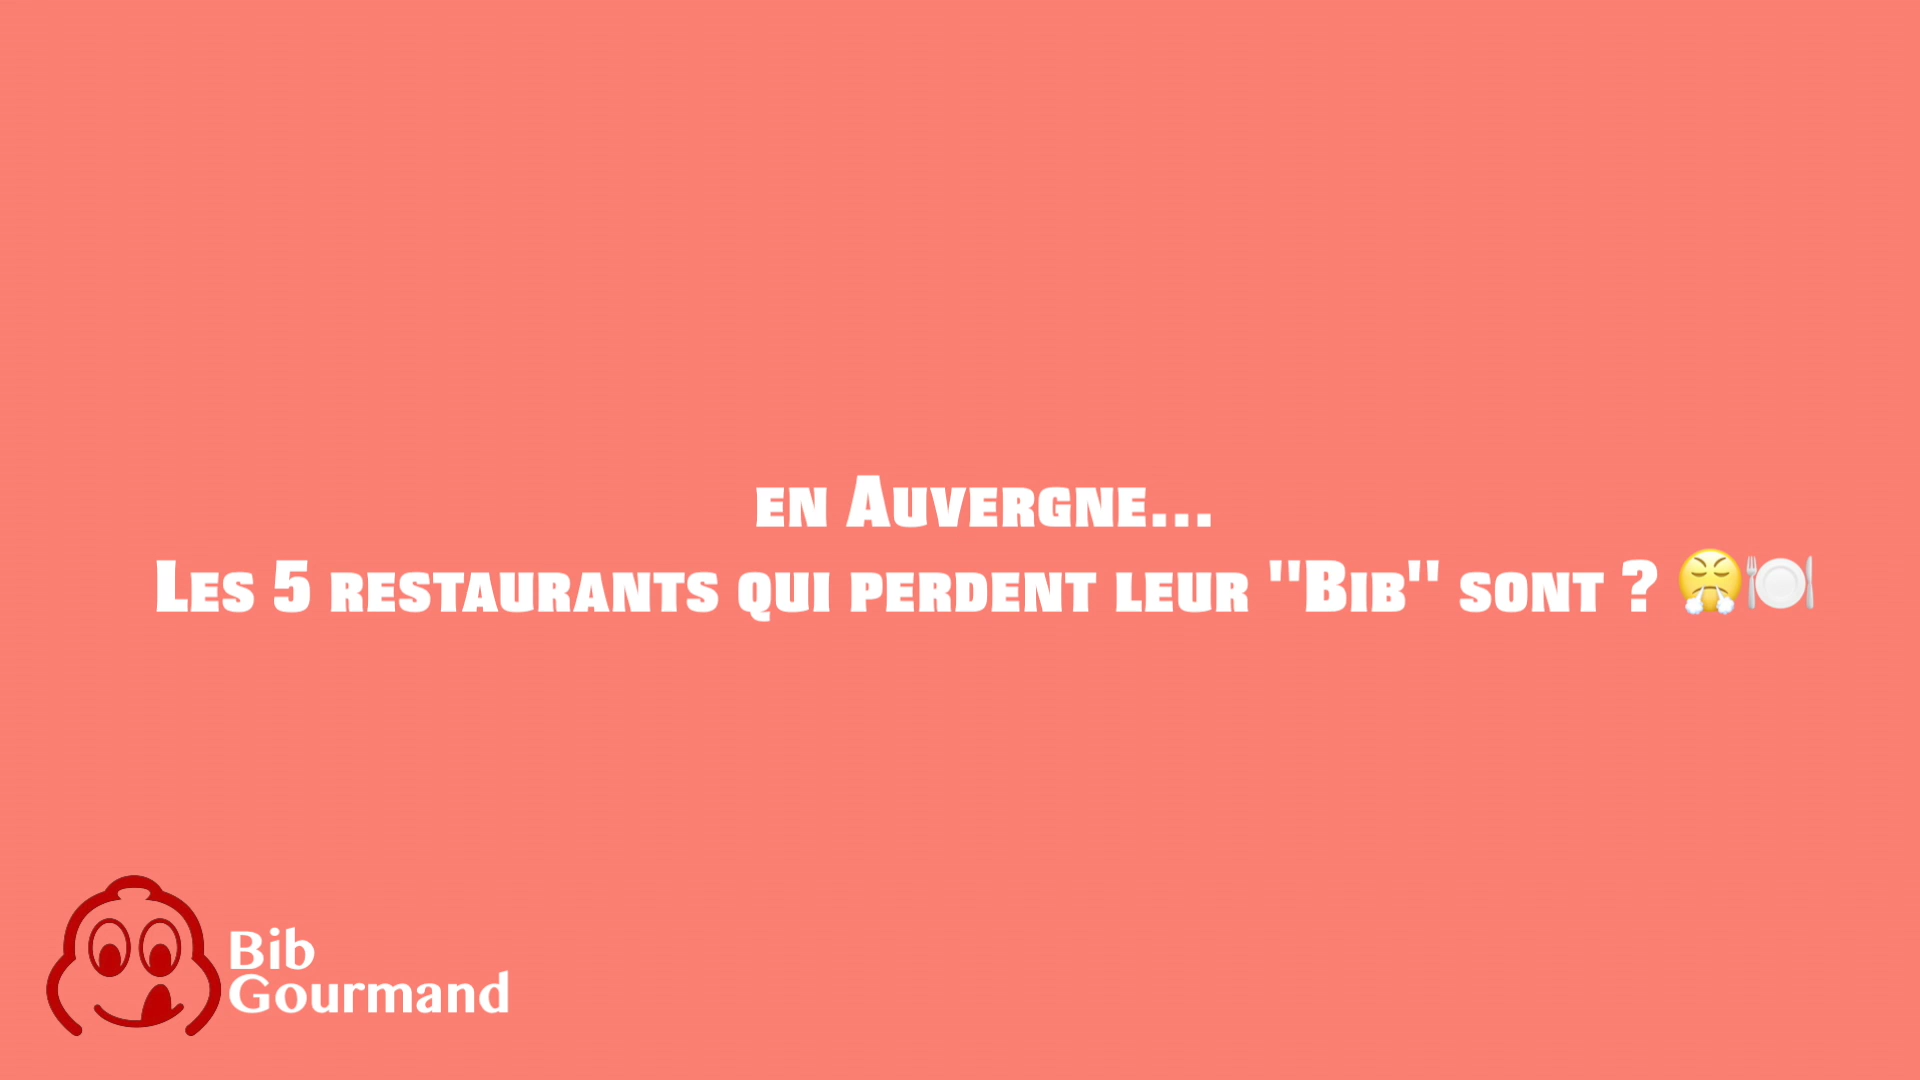 en Auvergne...
Les 5 restaurants qui perdent leur "Bib" sont ? 😤🍽️
Bib
Gourmand